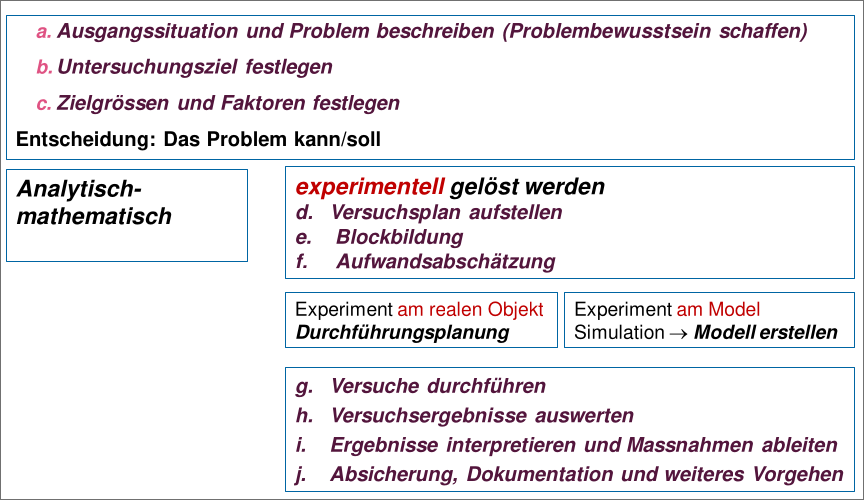 a. Ausgangssituation und Problem beschreiben (Problembewusstsein schaffen)
b. Untersuchungsziel festlegen
c. Zielgrössen und Faktoren festlegen
Entscheidung: Das Problem kann/soll
Analytisch-
mathematisch
experimentell gelöst werden
d. Versuchsplan aufstellen
e. Blockbildung
f. Aufwandsabschätzung
Experiment am realen Objekt
Durchführungsplanung
Experiment am Model
Simulation → Modell erstellen
g. Versuche durchführen
h. Versuchsergebnisse auswerten
i. Ergebnisse interpretieren und Massnahmen ableiten
j. Absicherung, Dokumentation und weiteres Vorgehen